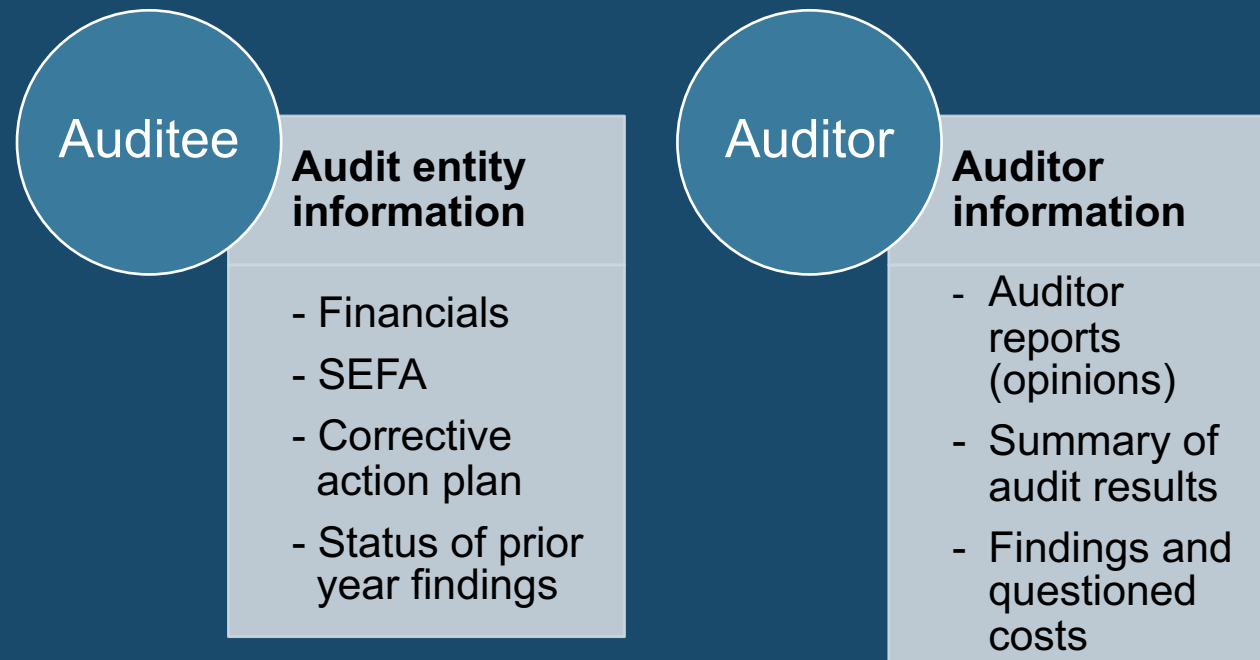 Auditee
Audit entity
information
- Financials
- SEFA
- Corrective
action plan
- Status of prior
year findings
Auditor
Auditor
information
- Auditor
reports
(opinions)
- Summary of
audit results
- Findings and
questioned
costs